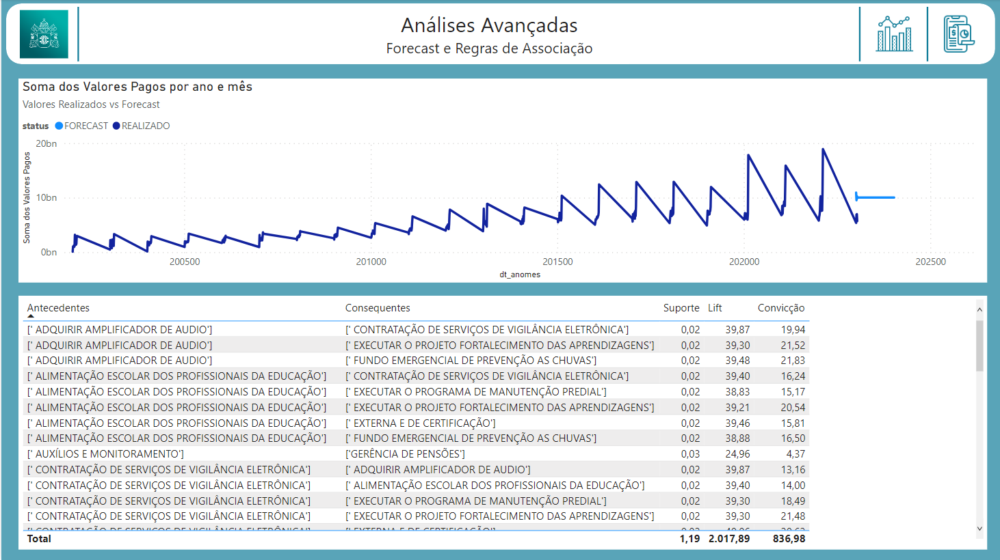 Análises Avançadas
Forecast e Regras de Associação
Soma dos Valores Pagos por ano e mês
Valores Realizados vs Forecast
status FORECAST REALIZADO
Soma dos Valores Pagos
20bn
10bn
0bn
200500 201000 201500 202000 202500
dt_anomes
Antecedentes Consequentes Suporte Lift Convicção
[' ADQUIRIR AMPLIFICADOR DE AUDIO'] [' CONTRATAÇÃO DE SERVIÇOS DE VIGILÂNCIA ELETRÔNICA'] 0,02 39,87 19,94
[' ADQUIRIR AMPLIFICADOR DE AUDIO'] [' EXECUTAR O PROJETO FORTALECIMENTO DAS APRENDIZAGENS'] 0,02 39,30 21,52
[' ADQUIRIR AMPLIFICADOR DE AUDIO'] [' FUNDO EMERGENCIAL DE PREVENÇÃO AS CHUVAS'] 0,02 39,48 21,83
[' ALIMENTAÇÃO ESCOLAR DOS PROFISSIONAIS DA EDUCAÇÃO'] [' CONTRATAÇÃO DE SERVIÇOS DE VIGILÂNCIA ELETRÔNICA'] 0,02 39,40 16,24
[' ALIMENTAÇÃO ESCOLAR DOS PROFISSIONAIS DA EDUCAÇÃO'] [' EXECUTAR O PROGRAMA DE MANUTENÇÃO PREDIAL'] 0,02 38,83 15,17
[' ALIMENTAÇÃO ESCOLAR DOS PROFISSIONAIS DA EDUCAÇÃO'] [' EXECUTAR O PROJETO FORTALECIMENTO DAS APRENDIZAGENS'] 0,02 39,21 20,54
[' ALIMENTAÇÃO ESCOLAR DOS PROFISSIONAIS DA EDUCAÇÃO'] [' EXTERNA E DE CERTIFICAÇÃO'] 0,02 39,46 15,81
[' ALIMENTAÇÃO ESCOLAR DOS PROFISSIONAIS DA EDUCAÇÃO'] [' FUNDO EMERGENCIAL DE PREVENÇÃO AS CHUVAS'] 0,02 38,88 16,50
[' AUXÍLIOS E MONITORAMENTO'] ['GERÊNCIA DE PENSÕES'] 0,03 24,96 4,37
[' CONTRATAÇÃO DE SERVIÇOS DE VIGILÂNCIA ELETRÔNICA'] [' ADQUIRIR AMPLIFICADOR DE AUDIO'] 0,02 39,87 13,16
[' CONTRATAÇÃO DE SERVIÇOS DE VIGILÂNCIA ELETRÔNICA'] [' ALIMENTAÇÃO ESCOLAR DOS PROFISSIONAIS DA EDUCAÇÃO'] 0,02 39,40 14,00
[' CONTRATAÇÃO DE SERVIÇOS DE VIGILÂNCIA ELETRÔNICA'] [' EXECUTAR O PROGRAMA DE MANUTENÇÃO PREDIAL'] 0,02 39,30 18,49
[' CONTRATAÇÃO DE SERVIÇOS DE VIGILÂNCIA ELETRÔNICA'] [' EXECUTAR O PROJETO FORTALECIMENTO DAS APRENDIZAGENS'] 0,02 39,30 21,48
[' CONTRATAÇÃO DE SERVIÇOS DE VIGILÂNCIA ELETRÔNICA'] [' EXTERNA E DE CERTIFICAÇÃO']
Total 1,19 2.017,89 836,98